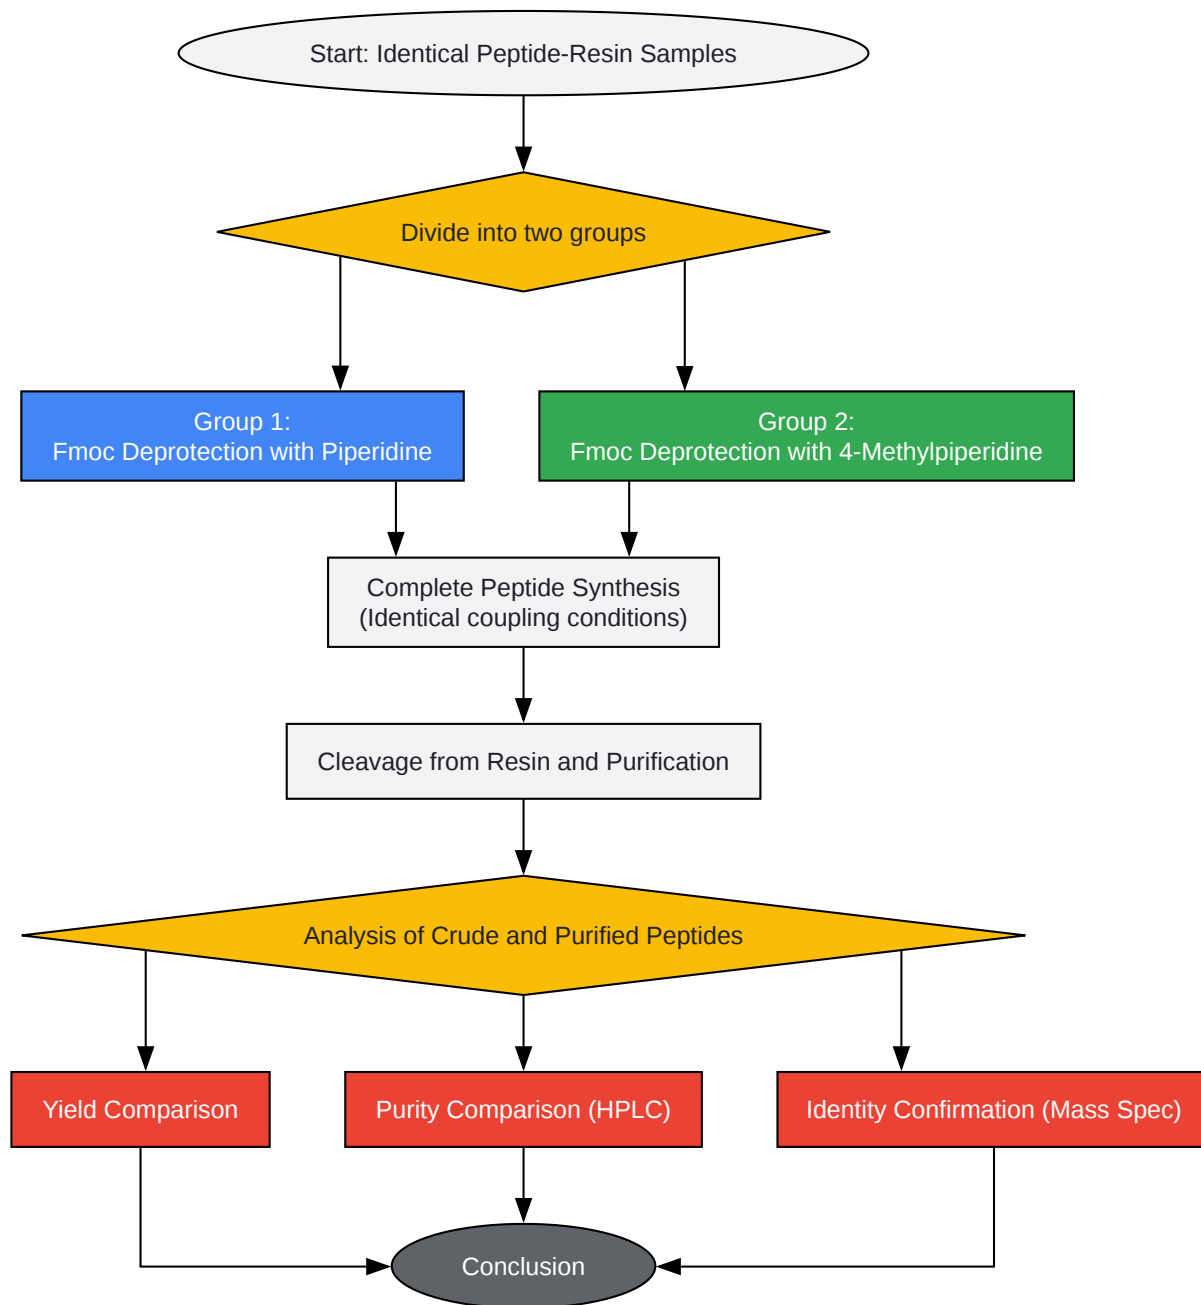 Start: Identical Peptide-Resin Samples
Divide into two groups
Group 1:
Fmoc Deprotection with Piperidine
Group 2:
Fmoc Deprotection with 4-Methylpiperidine
Complete Peptide Synthesis
(Identical coupling conditions)
Cleavage from Resin and Purification
Analysis of Crude and Purified Peptides
Yield Comparison
Purity Comparison (HPLC)
Identity Confirmation (Mass Spec)
Conclusion